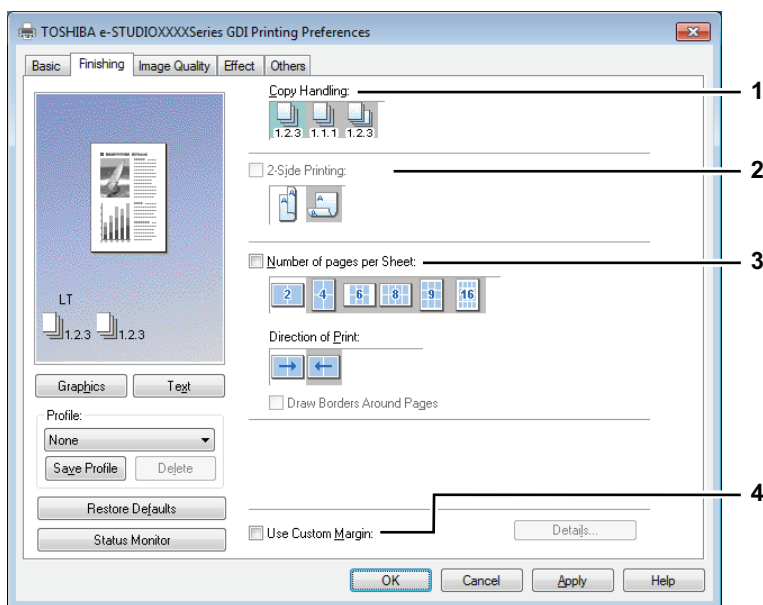 TOSHIBA e-STUDIOXXXXSeries GDI Printing Preferences
Basic Finishing Image Quality Effect Others
Copy Handling: 1
1.2.3 1.1.1 1.2.3
2-Side Printing: 2
A A A A
Number of pages per Sheet: 3
2 4 6 8 9 16
LT
1.2.3 1.2.3
Direction of Print:
Graphics Text
Draw Borders Around Pages
Profile:
None
Save Profile Delete
Restore Defaults
4
Use Custom Margin: Details...
Status Monitor
OK Cancel Apply Help